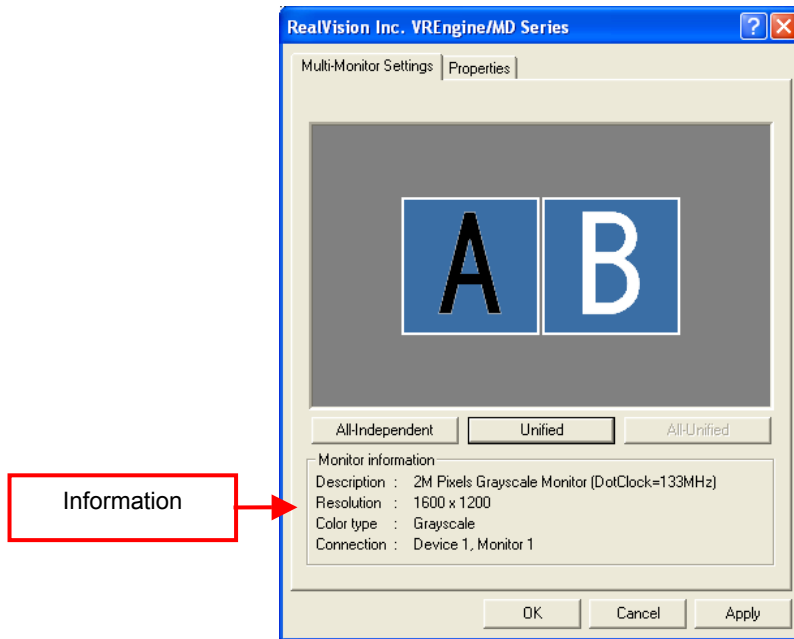 RealVision Inc. VREngine/MD Series
Multi-Monitor Settings Properties
A B
All-Independent Unified All-Unified
Monitor information
Description : 2M Pixels Grayscale Monitor (DotClock=133MHz)
Resolution : 1600 x 1200
Color type : Grayscale
Connection : Device 1, Monitor 1
Information
OK Cancel Apply